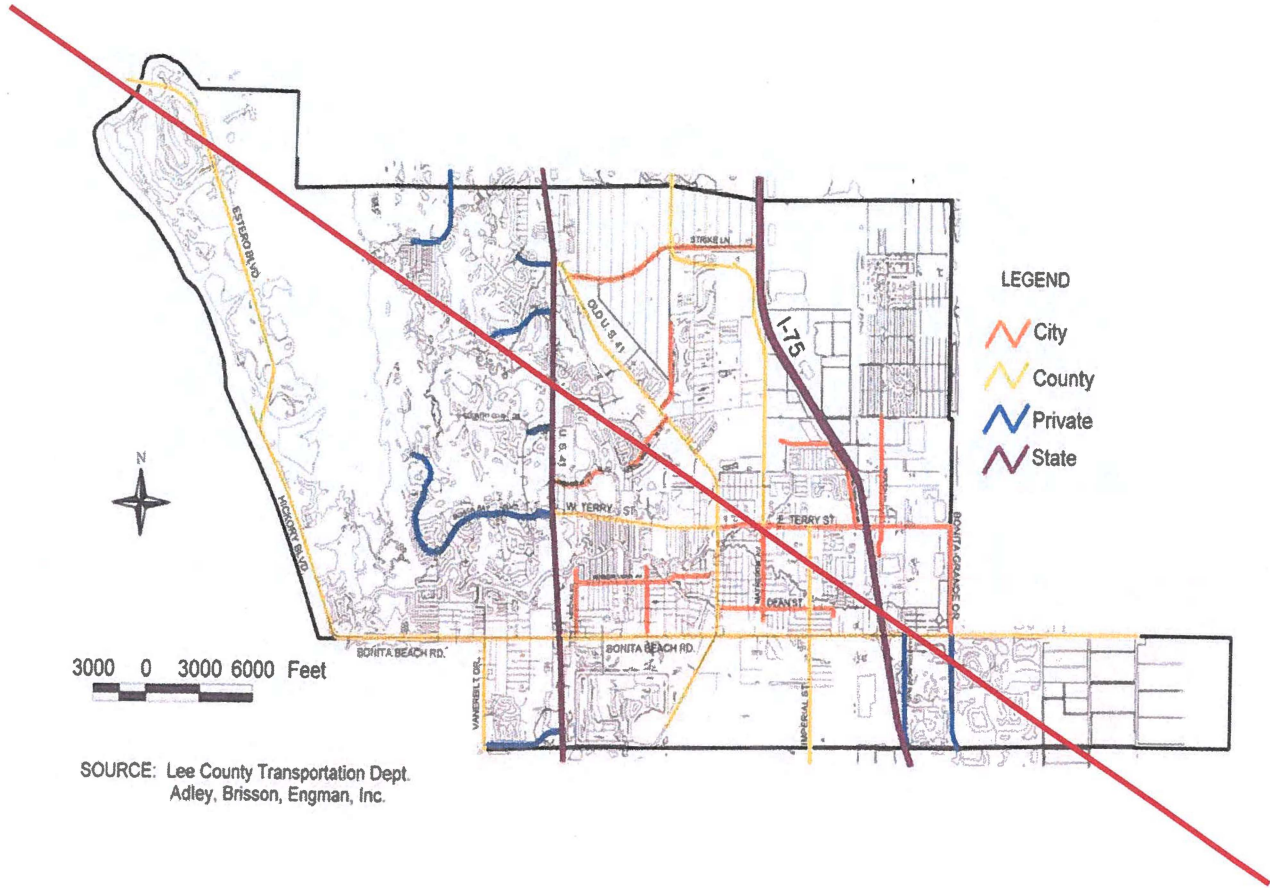 ESTERO BLVD
STRIKE LN
OLD U. S. 41
I-75
LEGEND
City
County
Private
State
N
U. S. 41
W. TERRY ST.
E. TERRY ST.
HICKORY BLVD.
BONITA GRANDE DR.
DEAN ST.
BONITA BEACH RD.
BONITA BEACH RD.
VANERBILT DR.
IMPERIAL ST.
3000 0 3000 6000 Feet
SOURCE: Lee County Transportation Dept.
Adley, Brisson, Engman, Inc.